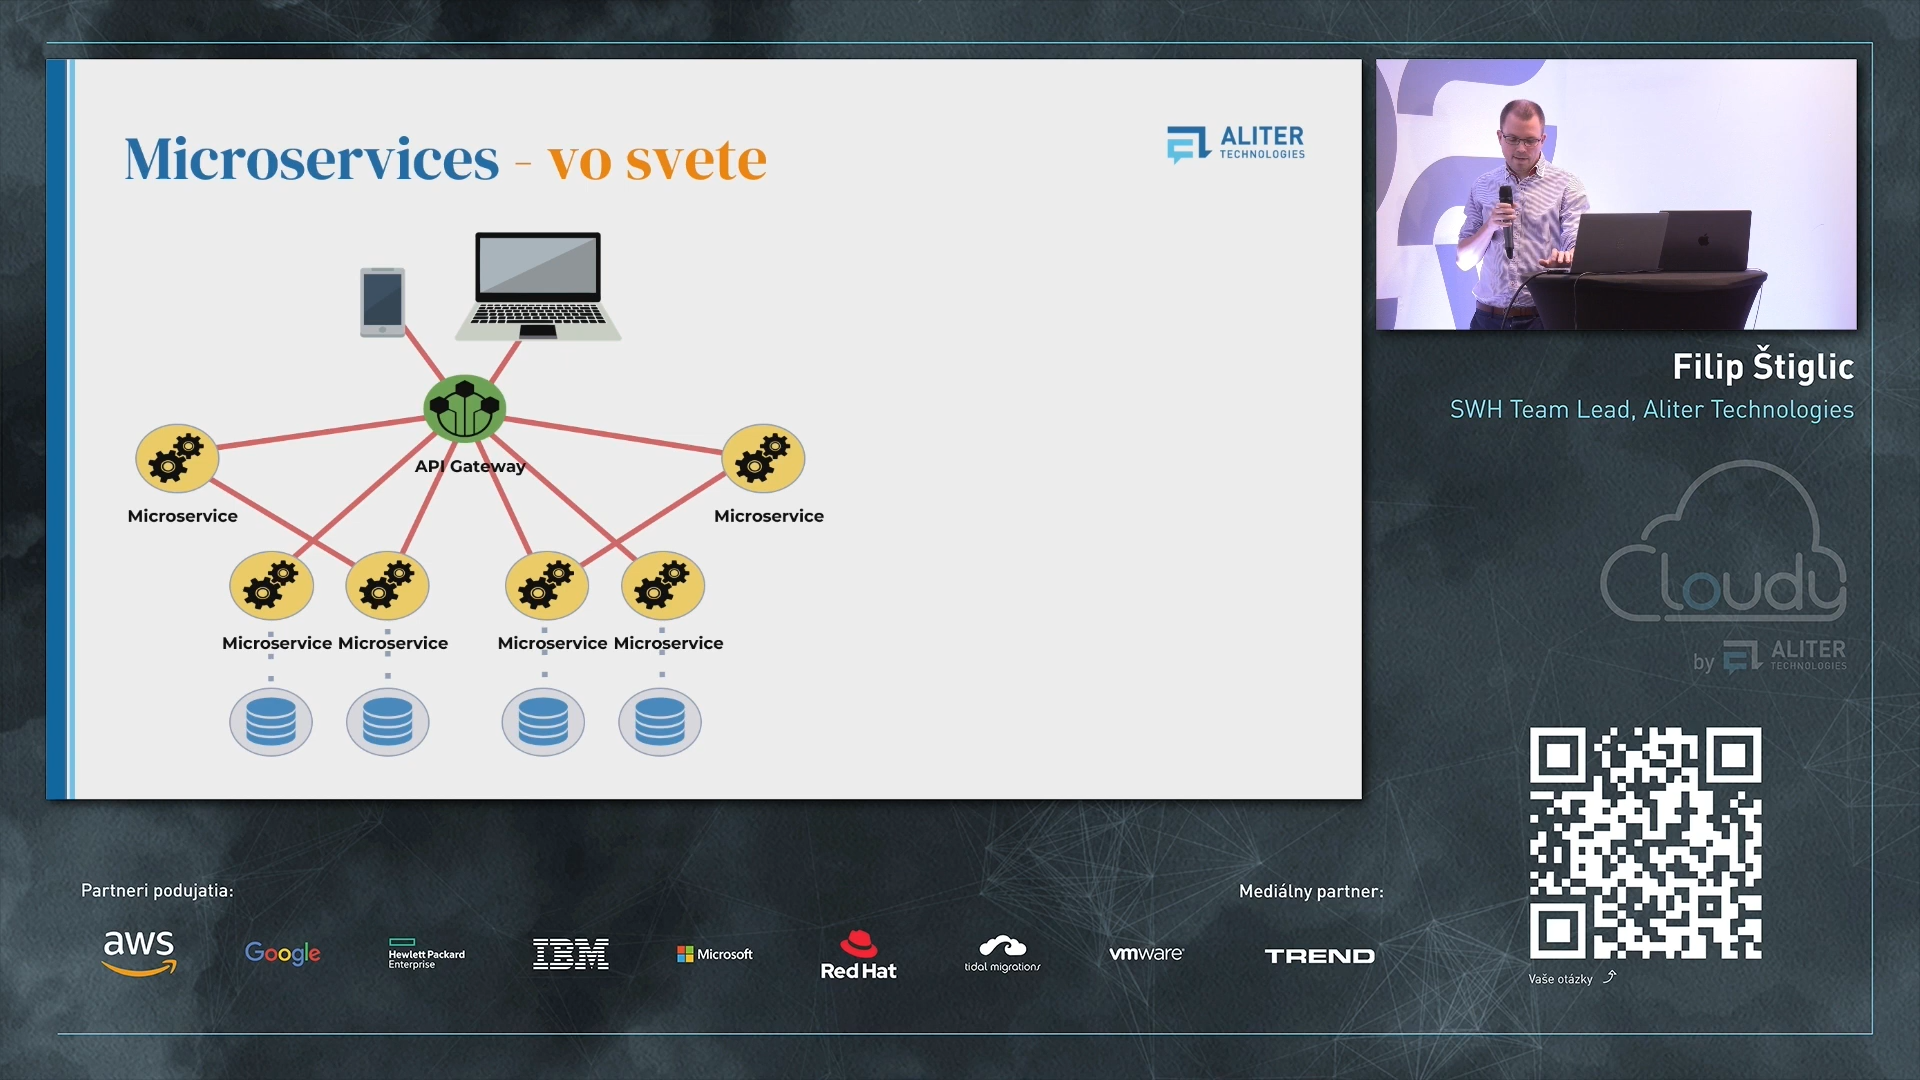 Microservices - vo svete
ALITER
TECHNOLOGIES
API Gateway
Microservice
Microservice
Microservice
Microservice
Microservice
Microservice
Filip Štiglic
SWH Team Lead, Aliter Technologies
Cloudy
by ALITER
TECHNOLOGIES
Partneri podujatia:
Mediálny partner:
aws
Google
Hewlett Packard
Enterprise
IBM
Microsoft
Red Hat
tidal migrations
vmware
TREND
Vaše otázky